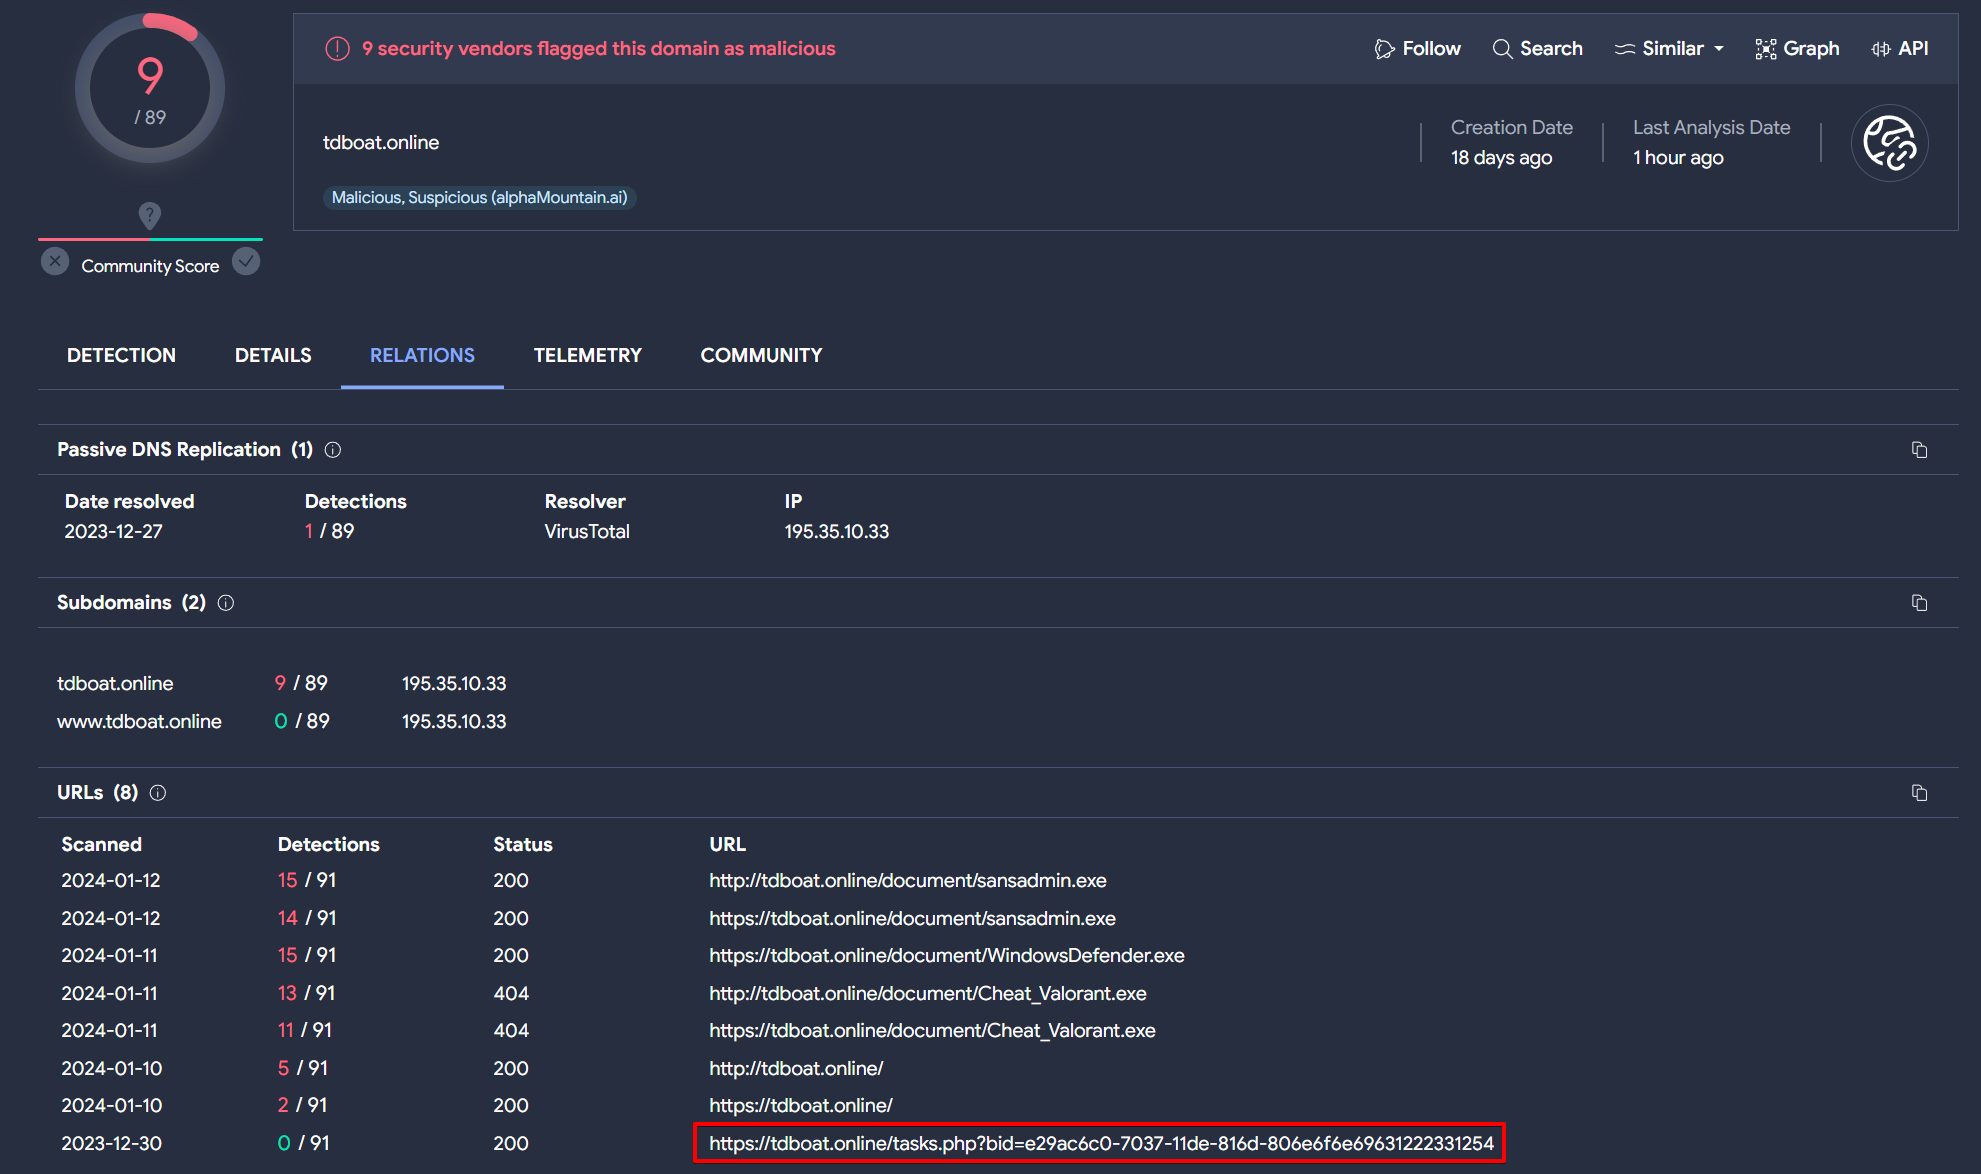 9
/ 89
Community Score
9 security vendors flagged this domain as malicious
Follow Search Similar Graph API
tdboat.online
Malicious, Suspicious (alphaMountain.ai)
Creation Date
18 days ago
Last Analysis Date
1 hour ago
DETECTION DETAILS RELATIONS TELEMETRY COMMUNITY
Passive DNS Replication (1)
Date resolved Detections Resolver IP
2023-12-27 1 / 89 VirusTotal 195.35.10.33
Subdomains (2)
tdboat.online 9 / 89 195.35.10.33
www.tdboat.online 0 / 89 195.35.10.33
URLs (8)
Scanned Detections Status URL
2024-01-12 15 / 91 200 http://tdboat.online/document/sansadmin.exe
2024-01-12 14 / 91 200 https://tdboat.online/document/sansadmin.exe
2024-01-11 15 / 91 200 https://tdboat.online/document/WindowsDefender.exe
2024-01-11 13 / 91 404 http://tdboat.online/document/Cheat_Valorant.exe
2024-01-11 11 / 91 404 https://tdboat.online/document/Cheat_Valorant.exe
2024-01-10 5 / 91 200 http://tdboat.online/
2024-01-10 2 / 91 200 https://tdboat.online/
2023-12-30 0 / 91 200 https://tdboat.online/tasks.php?bid=e29ac6c0-7037-11de-816d-806e6f6e69631222331254